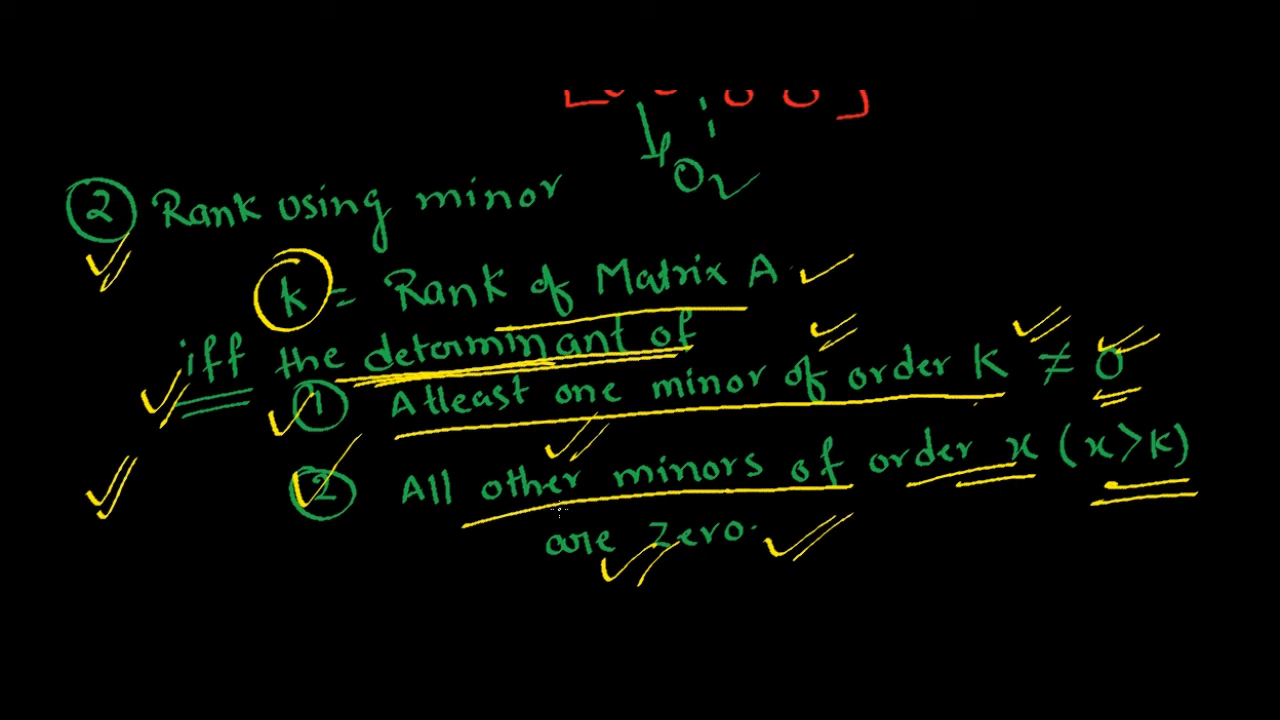 ② Rank using minor
k = Rank of Matrix A
iff the determinant of
① Atleast one minor of order K ≠ 0
② All other minors of order x (x>K)
are zero.